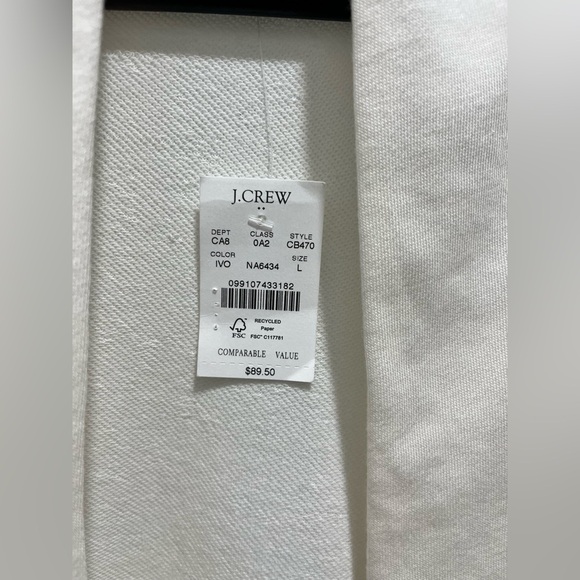 J.CREW
DEPT CLASS STYLE
CA8 0A2 CB470
COLOR SIZE
IVO NA6434 L
099107433182
RECYCLED
Paper
FSC FSC® C117781
COMPARABLE VALUE
$89.50